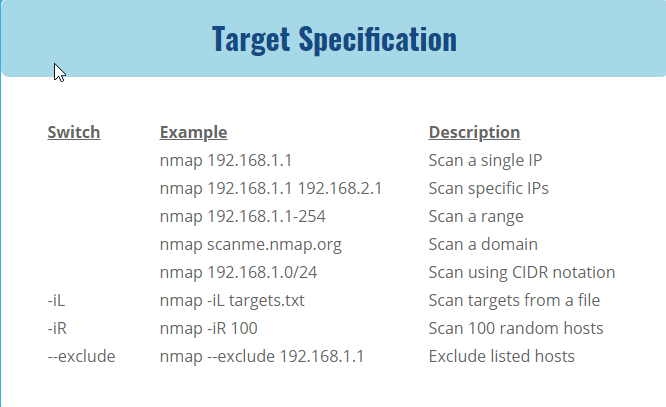 Target Specification
Switch Example Description
nmap 192.168.1.1 Scan a single IP
nmap 192.168.1.1 192.168.2.1 Scan specific IPs
nmap 192.168.1.1-254 Scan a range
nmap scanme.nmap.org Scan a domain
nmap 192.168.1.0/24 Scan using CIDR notation
-iL nmap -iL targets.txt Scan targets from a file
-iR nmap -iR 100 Scan 100 random hosts
--exclude nmap --exclude 192.168.1.1 Exclude listed hosts